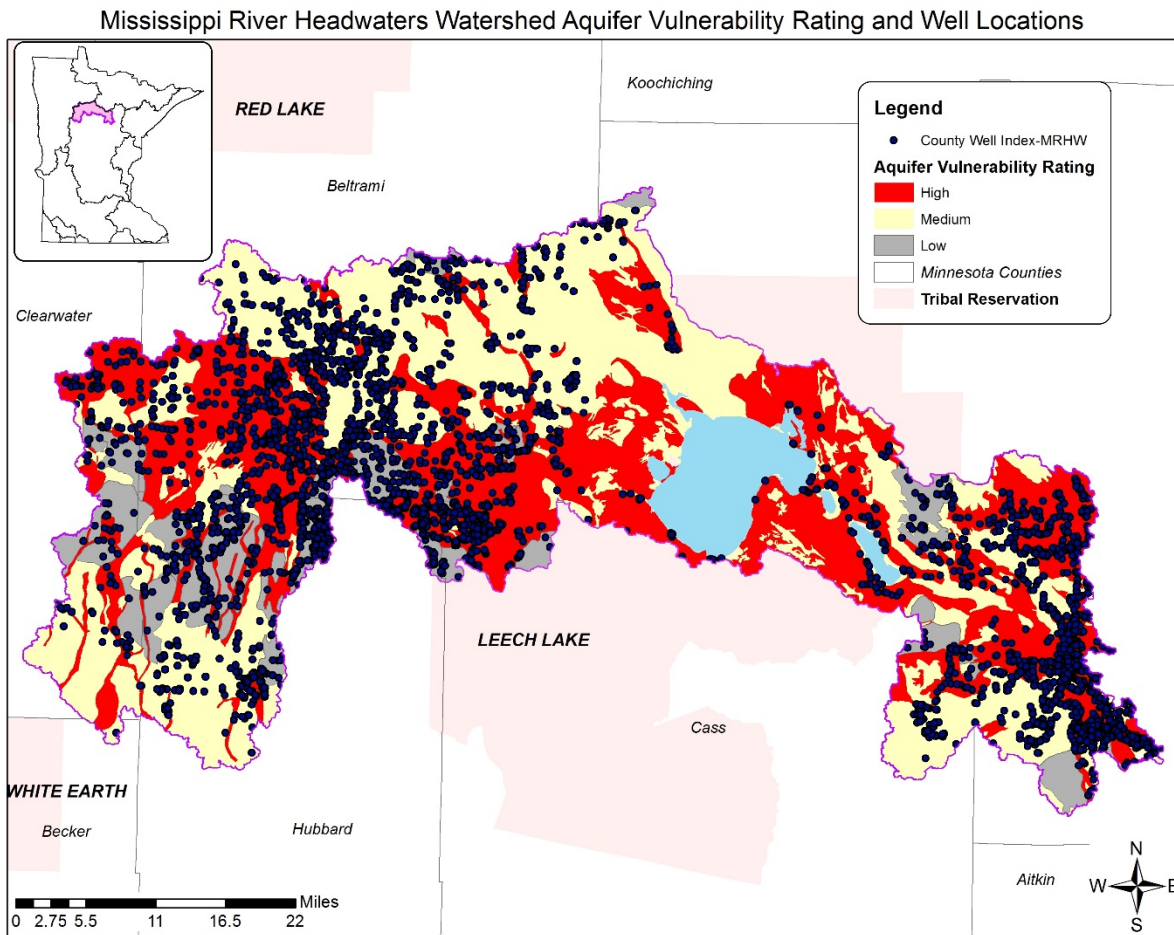 Mississippi River Headwaters Watershed Aquifer Vulnerability Rating and Well Locations
Koochiching
RED LAKE
Beltrami
Legend
County Well Index-MRHW
Aquifer Vulnerability Rating
High
Medium
Low
Minnesota Counties
Tribal Reservation
Clearwater
LEECH LAKE
Cass
WHITE EARTH
Becker
Hubbard
Aitkin
N
W E
S
Miles
0 2.75 5.5 11 16.5 22